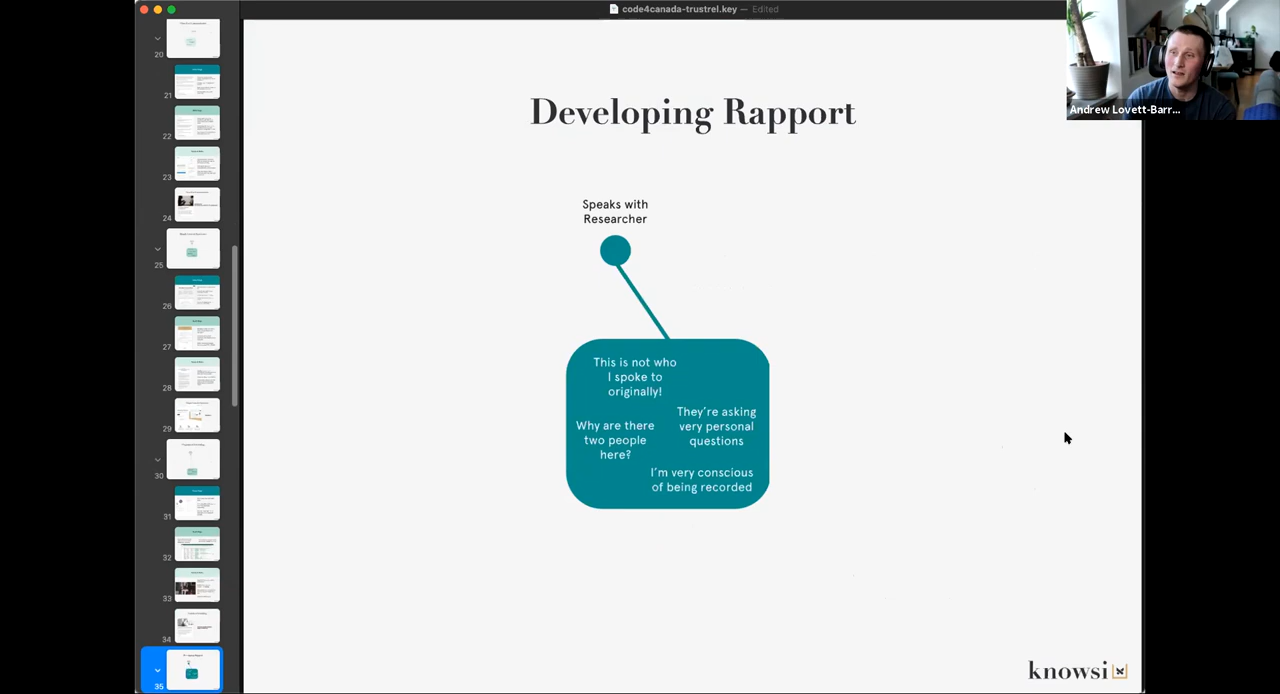 code4canada-trustrel.key — Edited
Andrew Lovett-Barr...
Developing Rapport
Speaks with
Researcher
This is not who
I spoke to
originally!
They're asking
very personal
questions
Why are there
two people
here?
I'm very conscious
of being recorded
knowsi
20
21
22
23
24
25
26
27
28
29
30
31
32
33
34
35